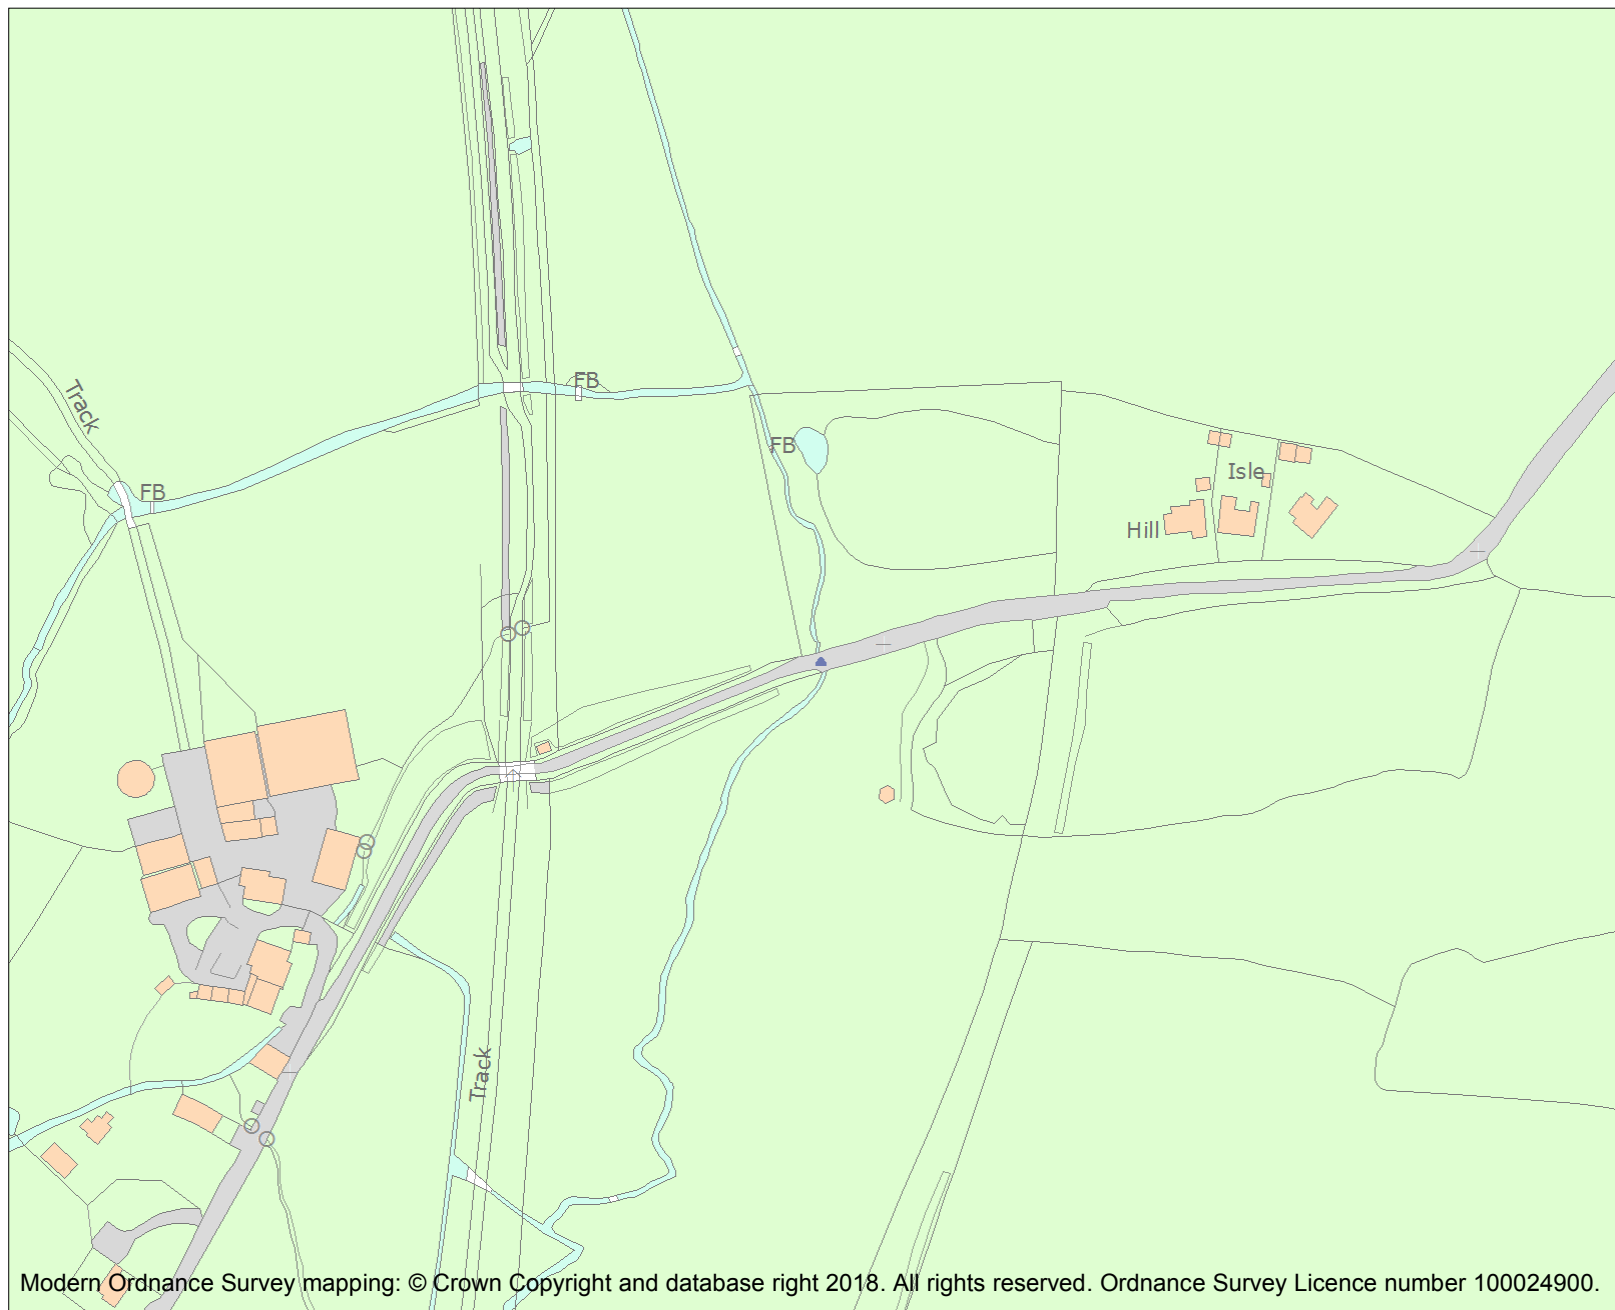 FB
Track
FB
Isle
FB
Hill
Track
Modern Ordnance Survey mapping: © Crown Copyright and database right 2018. All rights reserved. Ordnance Survey Licence number 100024900.